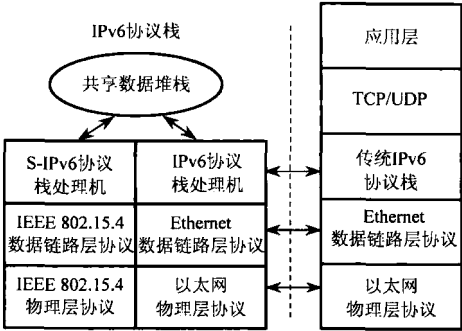 IPv6协议栈
共享数据堆栈
S-IPv6协议
栈处理机
IPv6协议
栈处理机
IEEE 802.15.4
数据链路层协议
Ethernet
数据链路层协议
IEEE 802.15.4
物理层协议
以太网
物理层协议
应用层
TCP/UDP
传统IPv6
协议栈
Ethernet
数据链路层协议
以太网
物理层协议